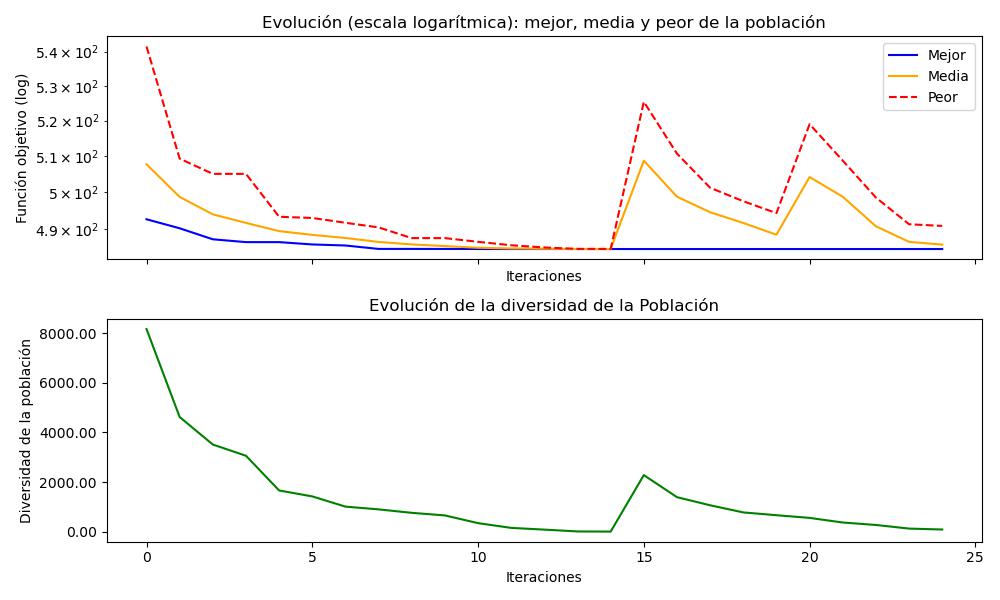 Evolución (escala logarítmica): mejor, media y peor de la población
Función objetivo (log)
5.4 × 10²
5.3 × 10²
5.2 × 10²
5.1 × 10²
5 × 10²
4.9 × 10²
Mejor
Media
Peor
Iteraciones
Evolución de la diversidad de la Población
Diversidad de la población
8000.00
6000.00
4000.00
2000.00
0.00
0 5 10 15 20 25
Iteraciones